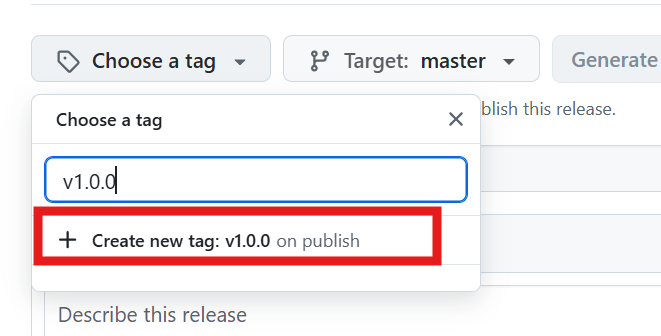 Choose a tag
Target: master
Generate
blish this release.
Choose a tag
v1.0.0
Create new tag: v1.0.0 on publish
Describe this release